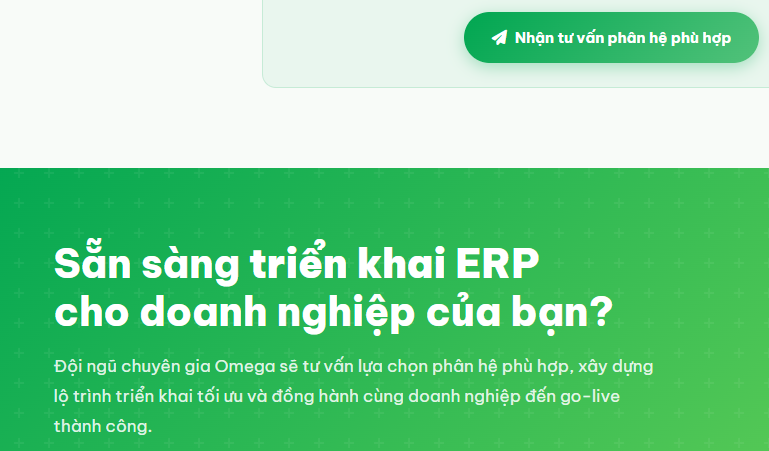 Nhận tư vấn phân hệ phù hợp
Sẵn sàng triển khai ERP
cho doanh nghiệp của bạn?
Đội ngũ chuyên gia Omega sẽ tư vấn lựa chọn phân hệ phù hợp, xây dựng
lộ trình triển khai tối ưu và đồng hành cùng doanh nghiệp đến go-live
thành công.